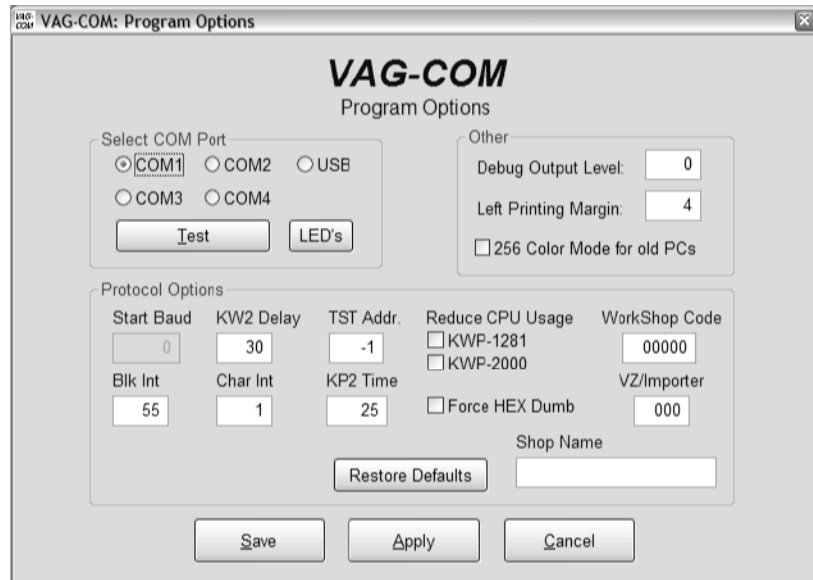 VAG-COM VAG-COM: Program Options
VAG-COM
Program Options
Select COM Port
COM1 COM2 USB
COM3 COM4
Test LED's
Other
Debug Output Level: 0
Left Printing Margin: 4
256 Color Mode for old PCs
Protocol Options
Start Baud KW2 Delay TST Addr. Reduce CPU Usage WorkShop Code
0 30 -1 KWP-1281 00000
KWP-2000
Blk Int Char Int KP2 Time VZ/Importer
55 1 25 Force HEX Dumb 000
Shop Name
Restore Defaults
Save Apply Cancel